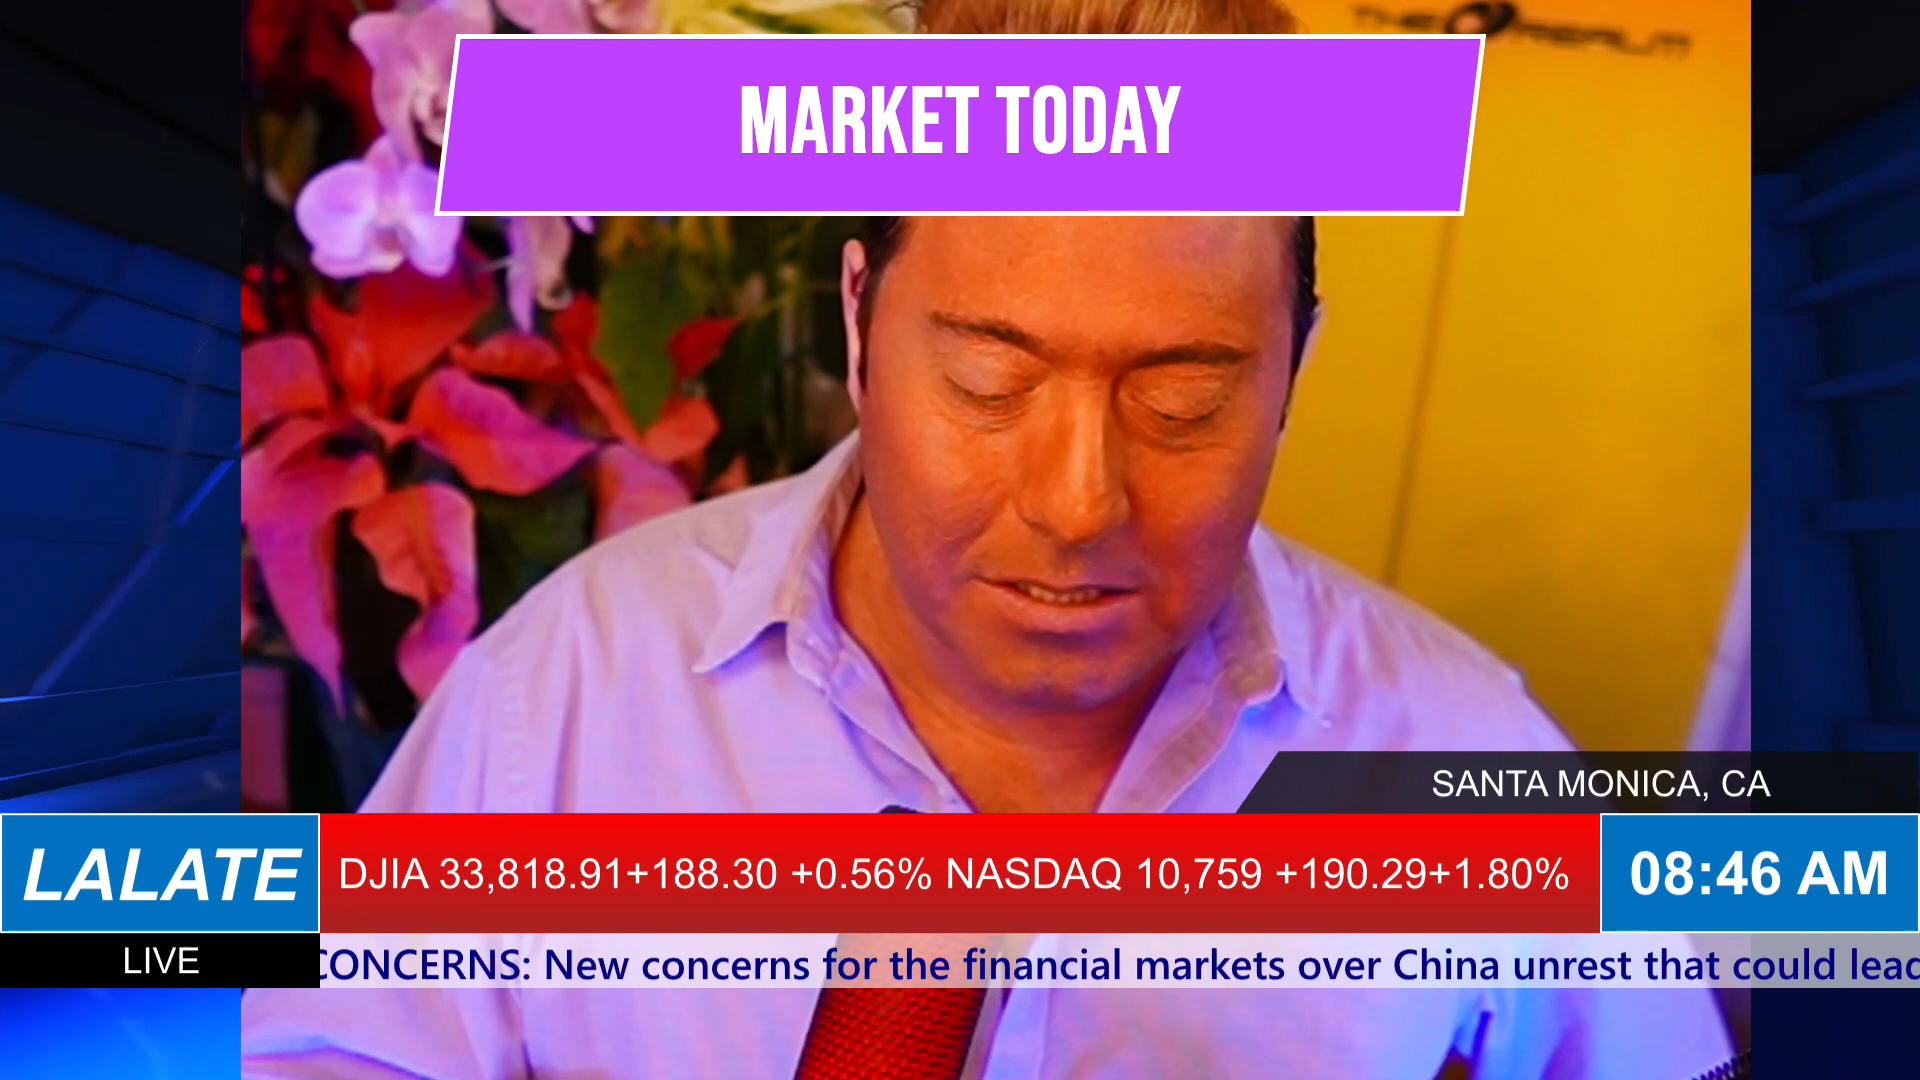 MARKET TODAY
SANTA MONICA, CA
LALATE
DJIA 33,818.91+188.30 +0.56% NASDAQ 10,759 +190.29+1.80%
08:46 AM
LIVE
CONCERNS: New concerns for the financial markets over China unrest that could lead